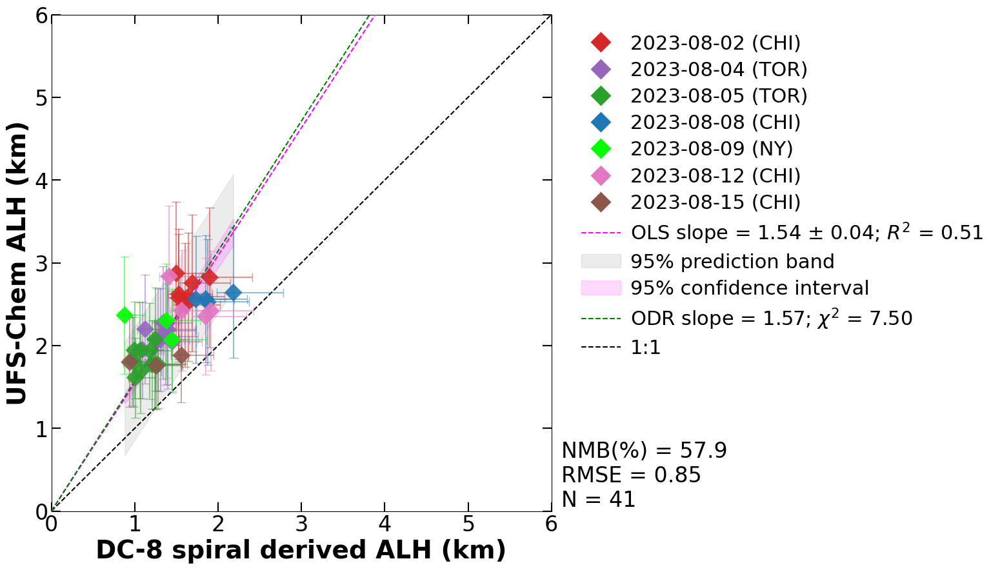 6
5
4
3
2
1
0
0 1 2 3 4 5 6
UFS-Chem ALH (km)
DC-8 spiral derived ALH (km)
2023-08-02 (CHI)
2023-08-04 (TOR)
2023-08-05 (TOR)
2023-08-08 (CHI)
2023-08-09 (NY)
2023-08-12 (CHI)
2023-08-15 (CHI)
OLS slope = 1.54 ± 0.04; R² = 0.51
95% prediction band
95% confidence interval
ODR slope = 1.57; χ² = 7.50
1:1
NMB(%) = 57.9
RMSE = 0.85
N = 41